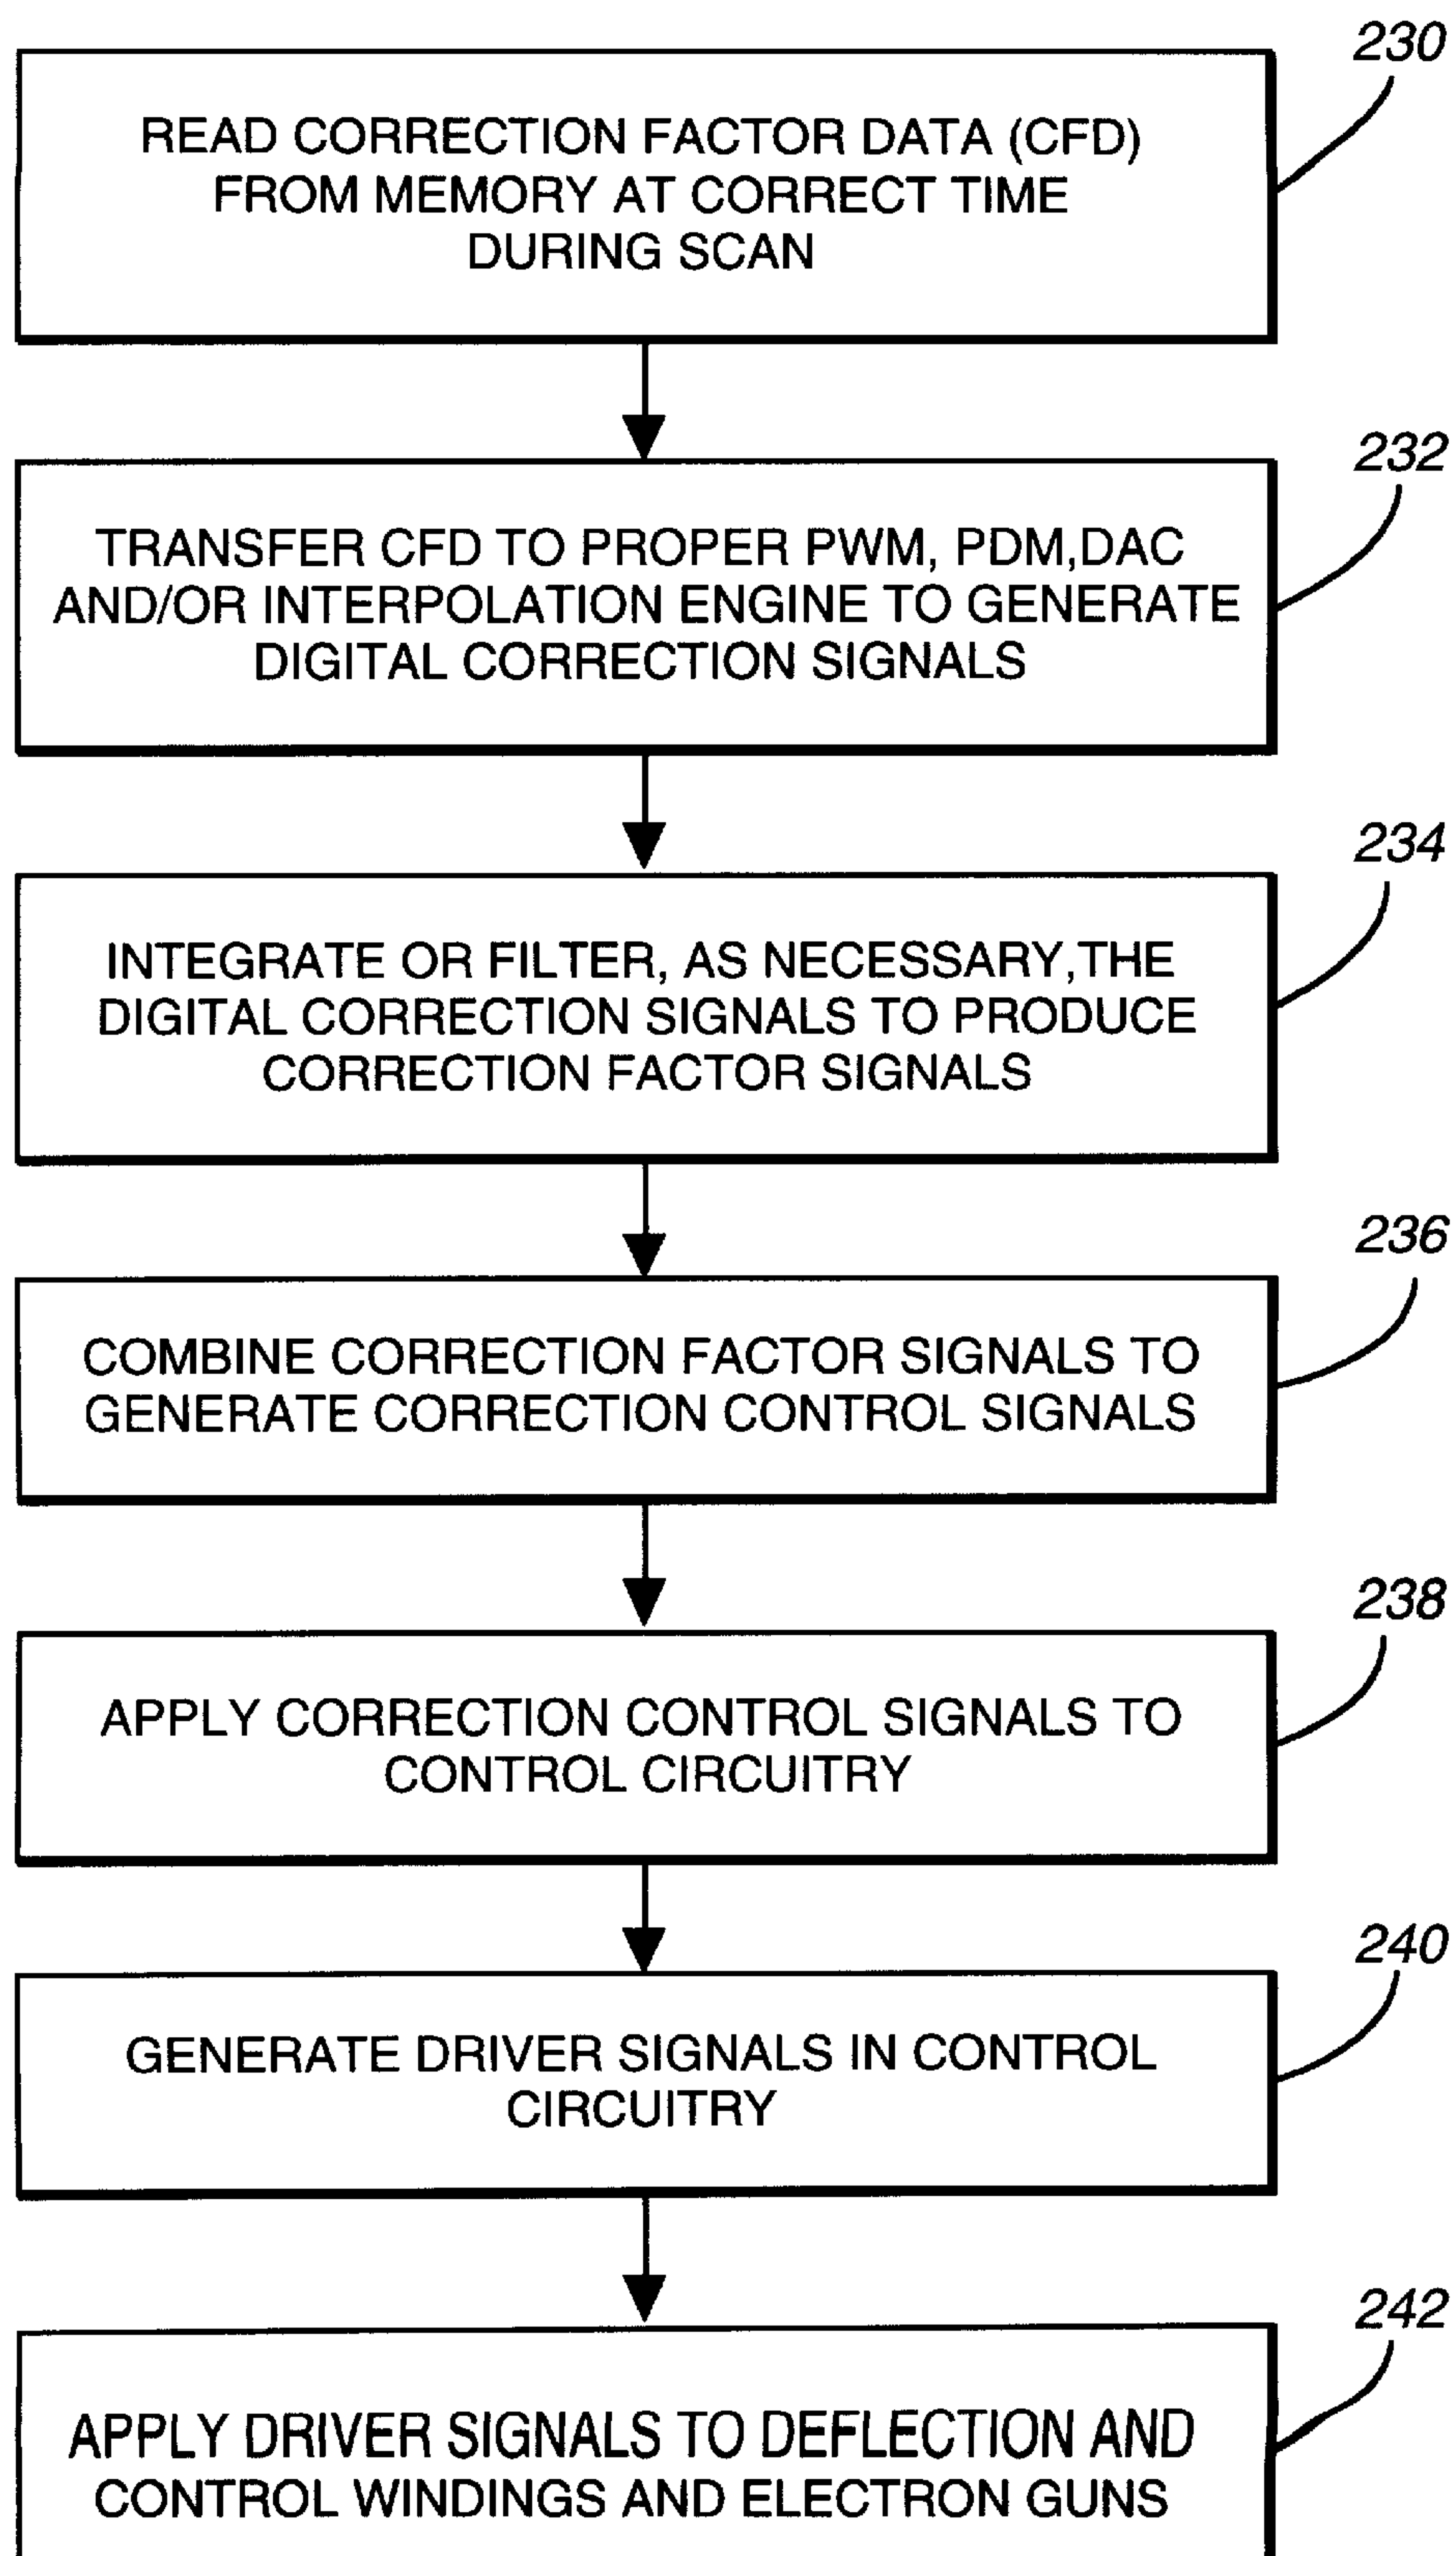 230
READ CORRECTION FACTOR DATA (CFD)
FROM MEMORY AT CORRECT TIME
DURING SCAN
232
TRANSFER CFD TO PROPER PWM, PDM,DAC
AND/OR INTERPOLATION ENGINE TO GENERATE
DIGITAL CORRECTION SIGNALS
234
INTEGRATE OR FILTER, AS NECESSARY,THE
DIGITAL CORRECTION SIGNALS TO PRODUCE
CORRECTION FACTOR SIGNALS
236
COMBINE CORRECTION FACTOR SIGNALS TO
GENERATE CORRECTION CONTROL SIGNALS
238
APPLY CORRECTION CONTROL SIGNALS TO
CONTROL CIRCUITRY
240
GENERATE DRIVER SIGNALS IN CONTROL
CIRCUITRY
242
APPLY DRIVER SIGNALS TO DEFLECTION AND
CONTROL WINDINGS AND ELECTRON GUNS